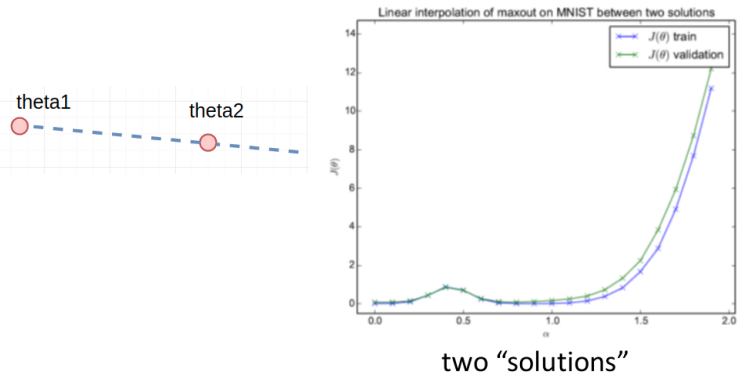 theta1
theta2
Linear interpolation of maxout on MNIST between two solutions
J(θ) train
J(θ) validation
14
12
10
8
6
4
2
0
J(θ)
0.0
0.5
1.0
1.5
2.0
α
two “solutions”